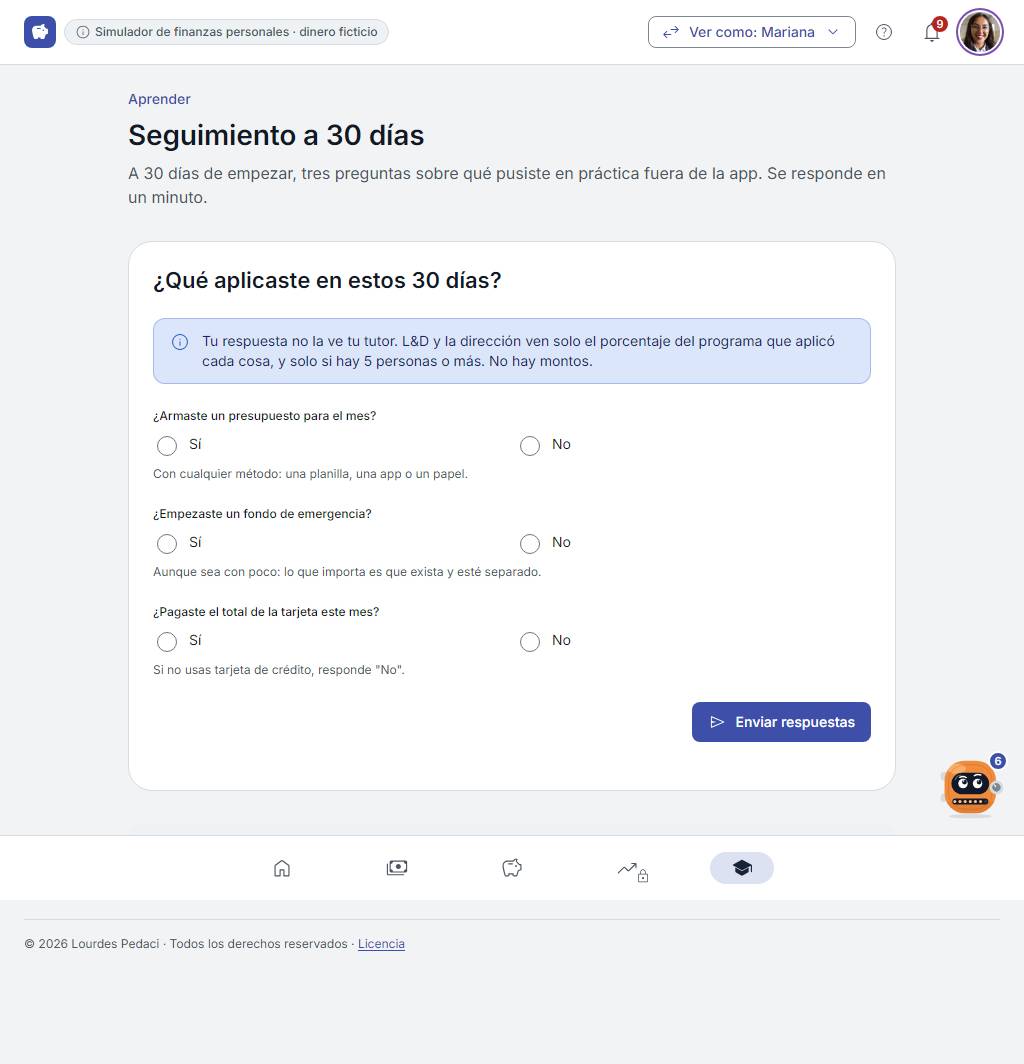 Simulador de finanzas personales · dinero ficticio
Ver como: Mariana
9
Aprender
Seguimiento a 30 días
A 30 días de empezar, tres preguntas sobre qué pusiste en práctica fuera de la app. Se responde en
un minuto.
¿Qué aplicaste en estos 30 días?
Tu respuesta no la ve tu tutor. L&D y la dirección ven solo el porcentaje del programa que aplicó
cada cosa, y solo si hay 5 personas o más. No hay montos.
¿Armaste un presupuesto para el mes?
Sí
No
Con cualquier método: una planilla, una app o un papel.
¿Empezaste un fondo de emergencia?
Sí
No
Aunque sea con poco: lo que importa es que exista y esté separado.
¿Pagaste el total de la tarjeta este mes?
Sí
No
Si no usas tarjeta de crédito, responde "No".
Enviar respuestas
6
© 2026 Lourdes Pedaci · Todos los derechos reservados · Licencia